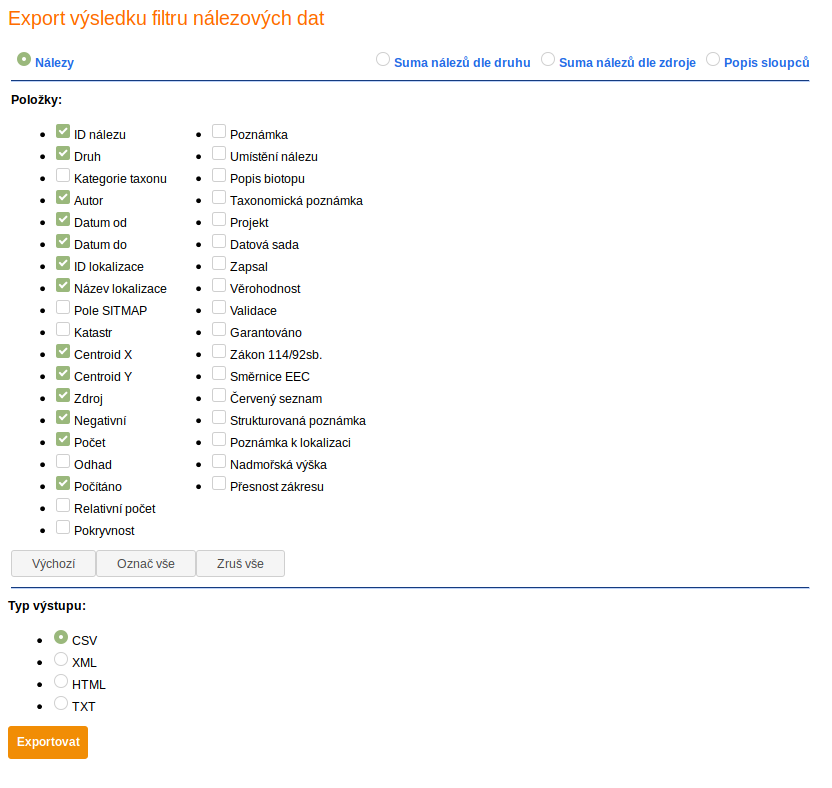 Export výsledku filtru nálezových dat
Nálezy
Suma nálezů dle druhu
Suma nálezů dle zdroje
Popis sloupců
Položky:
ID nálezu
Druh
Kategorie taxonu
Autor
Datum od
Datum do
ID lokalizace
Název lokalizace
Pole SITMAP
Katastr
Centroid X
Centroid Y
Zdroj
Negativní
Počet
Odhad
Počítáno
Relativní počet
Pokryvnost
Poznámka
Umístění nálezu
Popis biotopu
Taxonomická poznámka
Projekt
Datová sada
Zapsal
Věrohodnost
Validace
Garantováno
Zákon 114/92sb.
Směrnice EEC
Červený seznam
Strukturovaná poznámka
Poznámka k lokalizaci
Nadmořská výška
Přesnost zákresu
Výchozí
Označ vše
Zruš vše
Typ výstupu:
CSV
XML
HTML
TXT
Exportovat